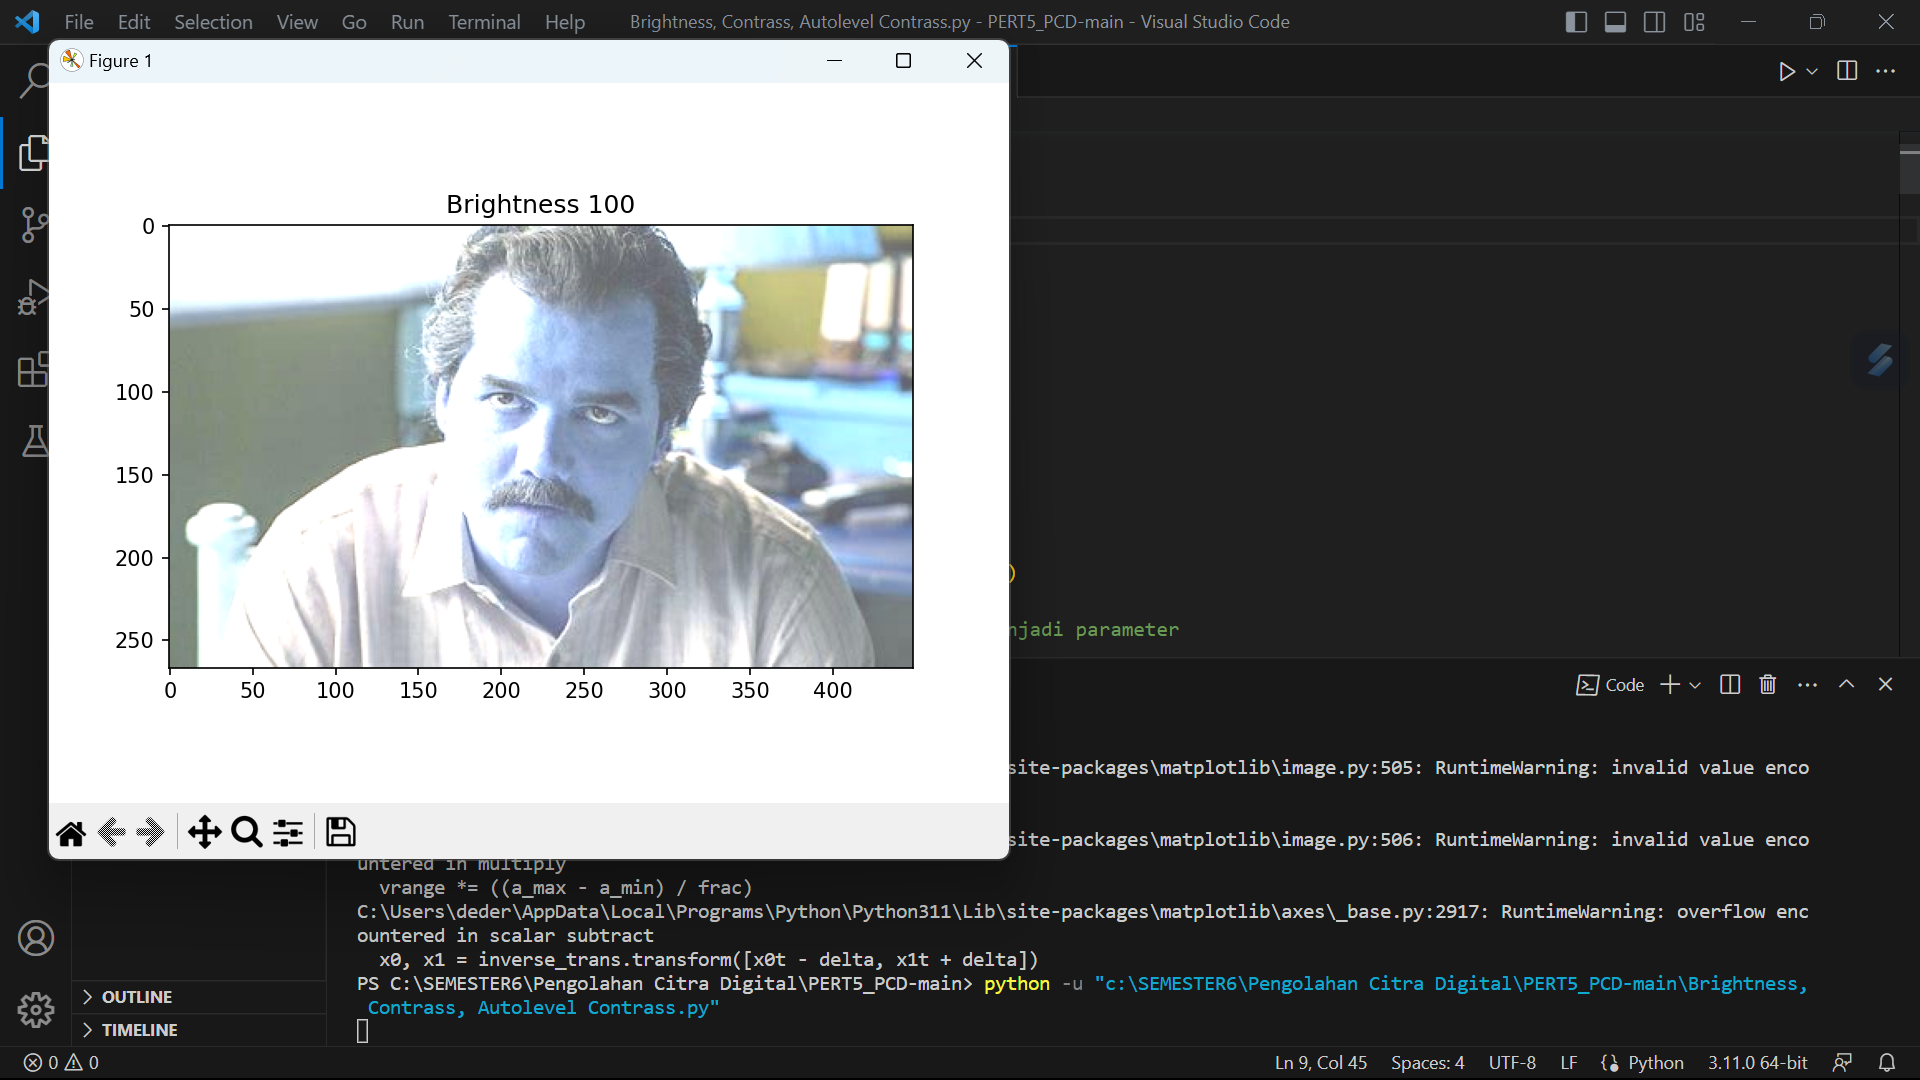 File Edit Selection View Go Run Terminal Help Brightness, Contrass, Autolevel Contrass.py - PERT5_PCD-main - Visual Studio Code
Figure 1
Brightness 100
0
50
100
150
200
250
0 50 100 150 200 250 300 350 400
)
njadi parameter
Code
site-packages\matplotlib\image.py:505: RuntimeWarning: invalid value enco
site-packages\matplotlib\image.py:506: RuntimeWarning: invalid value enco
untered in multiply
vrange *= ((a_max - a_min) / frac)
C:\Users\deder\AppData\Local\Programs\Python\Python311\Lib\site-packages\matplotlib\axes\_base.py:2917: RuntimeWarning: overflow enc
ountered in scalar subtract
x0, x1 = inverse_trans.transform([x0t - delta, x1t + delta])
PS C:\SEMESTER6\Pengolahan Citra Digital\PERT5_PCD-main> python -u "c:\SEMESTER6\Pengolahan Citra Digital\PERT5_PCD-main\Brightness,
Contrass, Autolevel Contrass.py"
OUTLINE
TIMELINE
0 0 Ln 9, Col 45 Spaces: 4 UTF-8 LF Python 3.11.0 64-bit